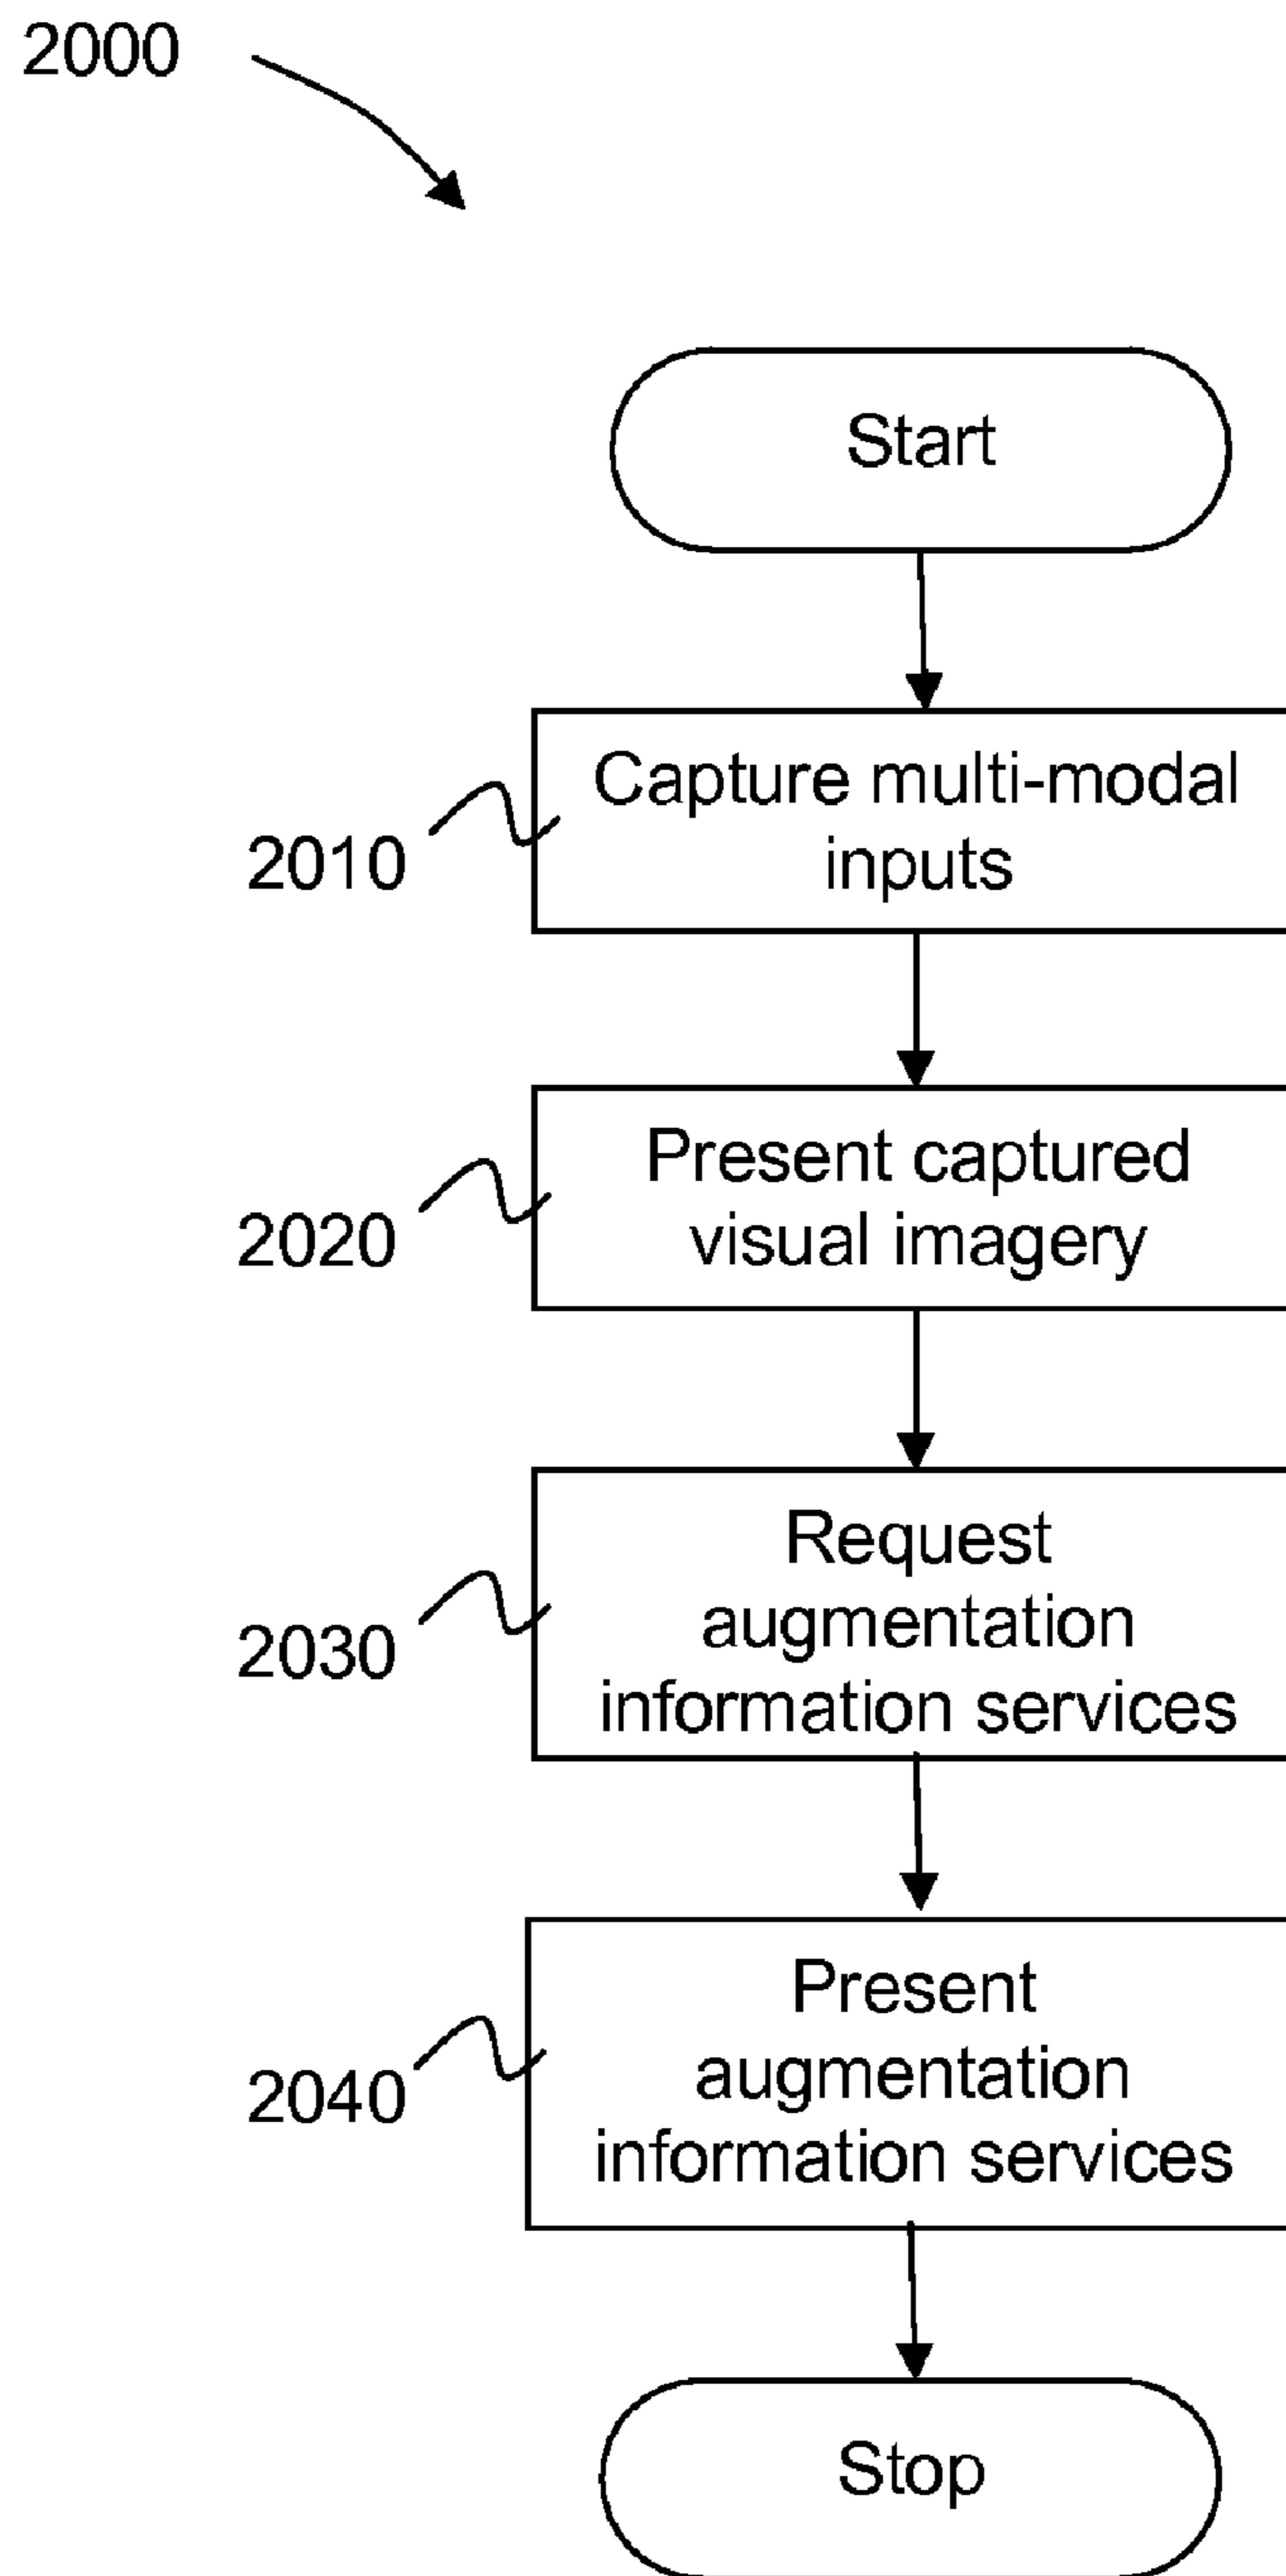 2000
Start
Capture multi-modal
inputs
2010
Present captured
visual imagery
2020
Request
augmentation
information services
2030
Present
augmentation
information services
2040
Stop